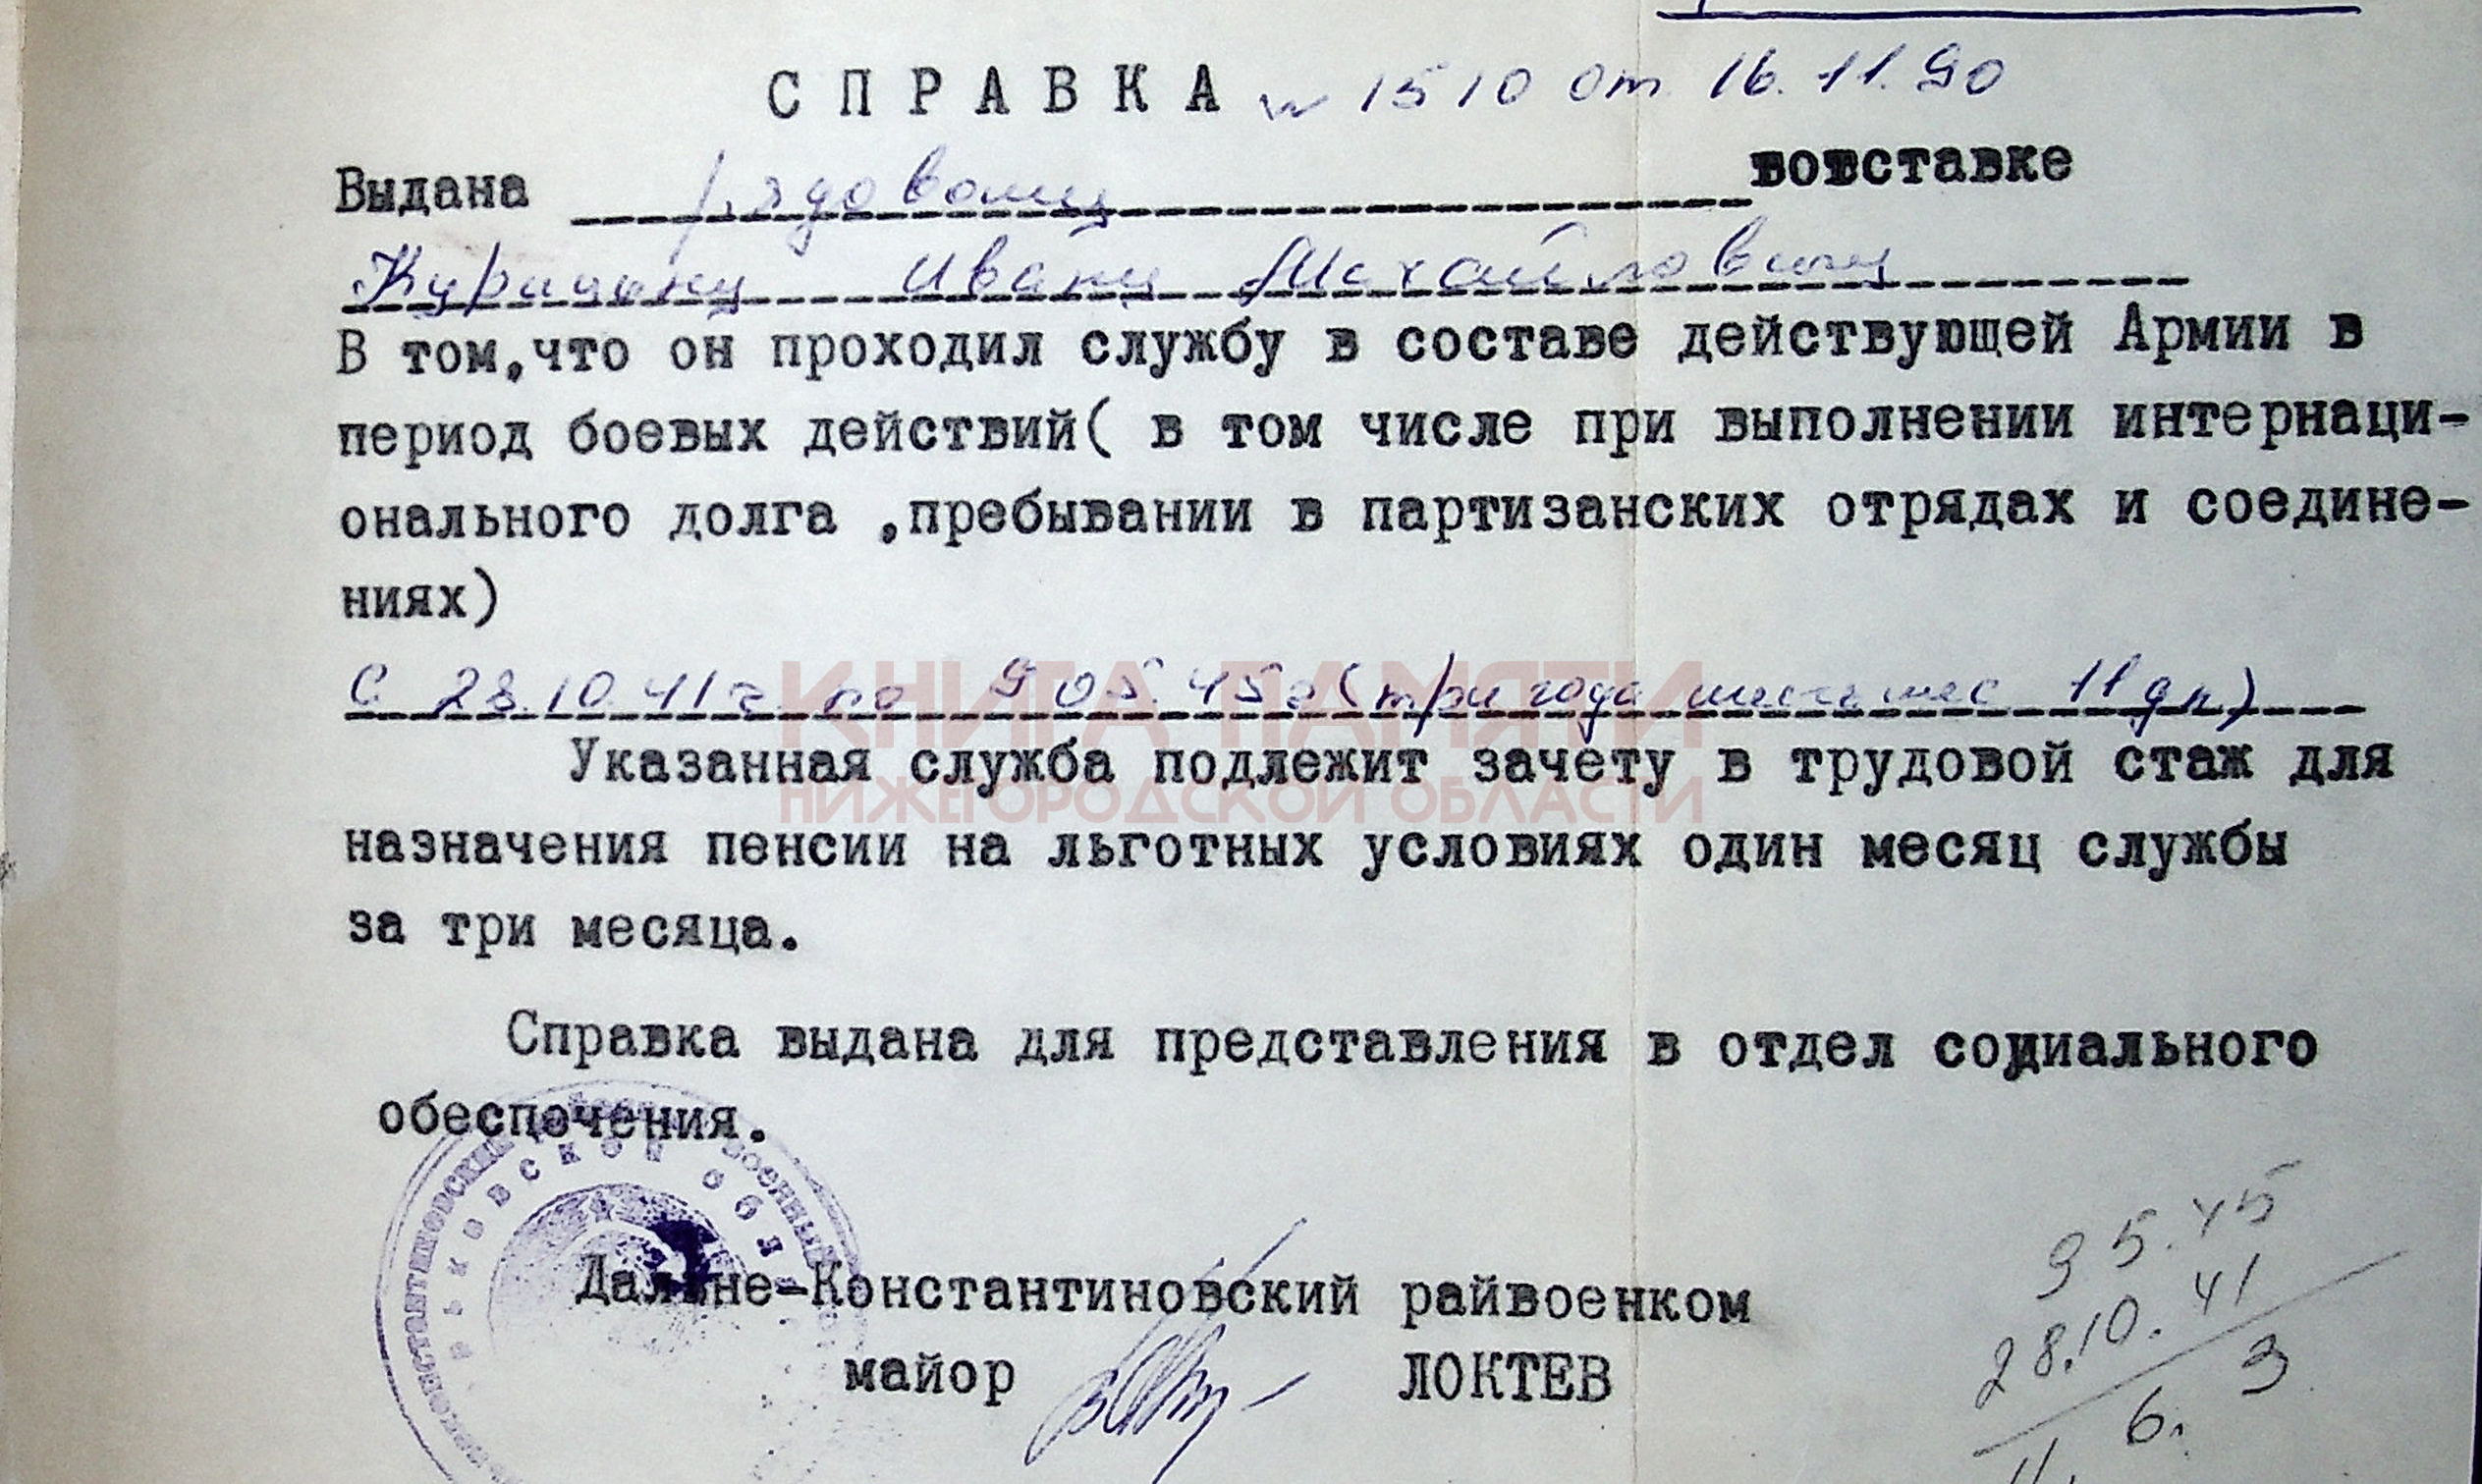 СПРАВКА № 1510 от 16.11.90
Выдана рядовому вотставке
Курицыну Ивану Михайловичу
В том,что он проходил службу в составе действующей Армии в
период боевых действий( в том числе при выполнении интернаци-
онального долга ,пребывании в партизанских отрядах и соедине-
ниях)
С 28.10.41г по 9 05.45г (три года шесть мес 11 дн)
КНИГА ПАМЯТИ
НИЖЕГОРОДСКОЙ ОБЛАСТИ
Указанная служба подлежит зачету в трудовой стаж для
назначения пенсии на льготных условиях один месяц службы
за три месяца.
Справка выдана для представления в отдел социального
обеспечения.
Дальне-Константиновский райвоенком
майор ЛОКТЕВ
9 5.45
28.10.41
11. 6. 3